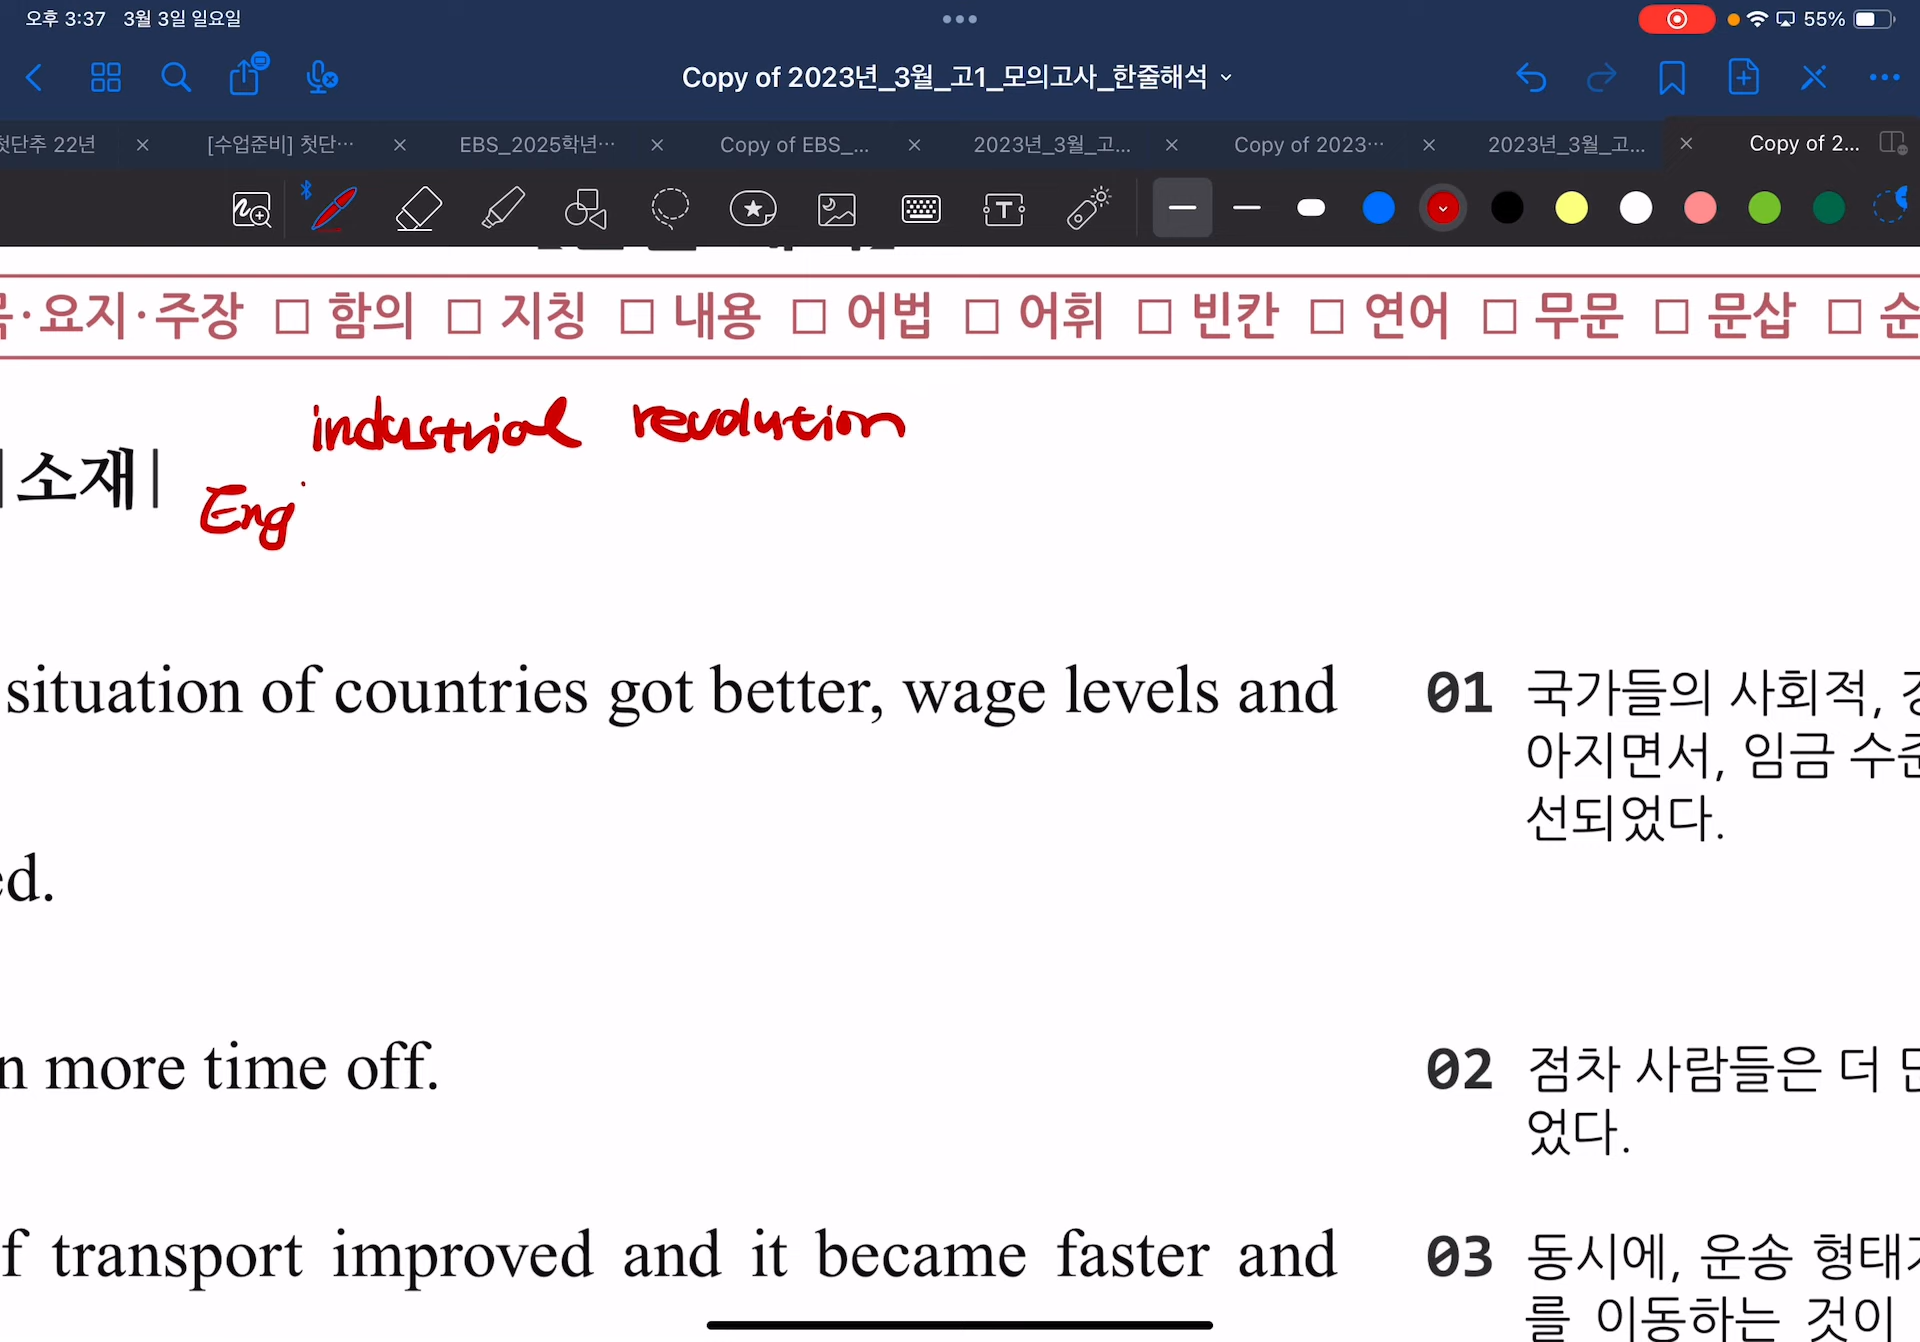 오후 3:37 3월 3일 일요일
55%
Copy of 2023년_3월_고1_모의고사_한줄해석
첫단추 22년 [수업준비] 첫단… EBS_2025학년… Copy of EBS_... 2023년_3월_고... Copy of 2023… 2023년_3월_고... Copy of 2...
·요지·주장 □ 함의 □ 지칭 □ 내용 □ 어법 □ 어휘 □ 빈칸 □ 연어 □ 무문 □ 문삽 □ 순
industrial revolution
|소재|
Eng
situation of countries got better, wage levels and
01 국가들의 사회적,
아지면서, 임금 수준
선되었다.
ed.
n more time off.
02 점차 사람들은 더
었다.
f transport improved and it became faster and
03 동시에, 운송 형태가
를 이동하는 것이